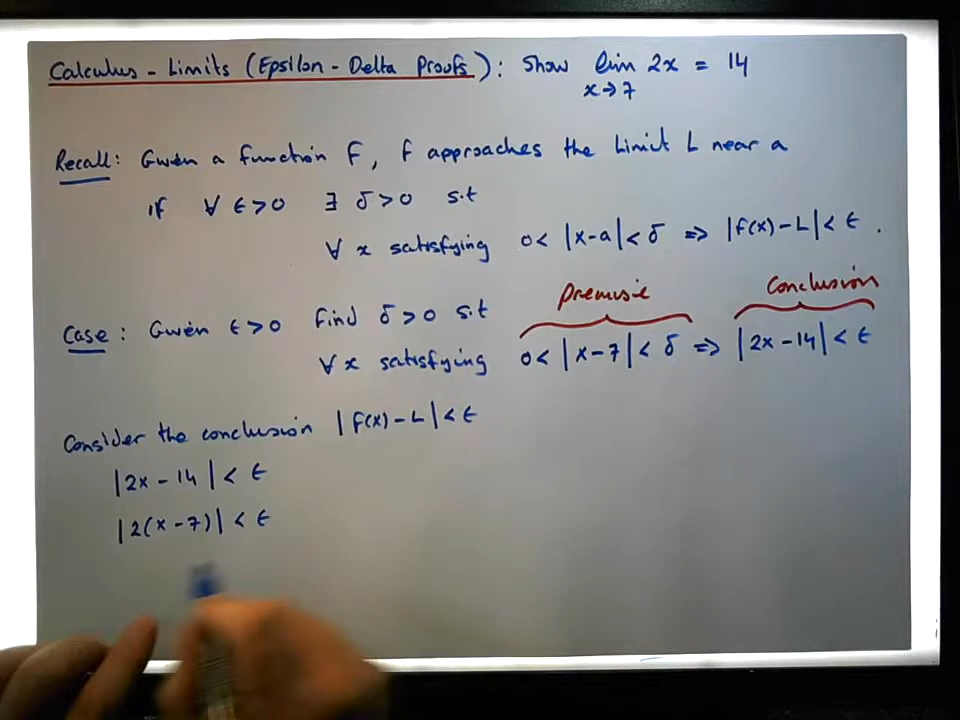 Calculus - Limits (Epsilon - Delta Proofs): Show lim 2x = 14
x→7
Recall: Given a function F, f approaches the Limit L near a
if ∀ ε>0 ∃ δ>0 s.t
∀ x satisfying 0< |x-a|< δ ⇒ |f(x)-L|< ε.
Premise Conclusion
Case: Given ε>0 Find δ>0 s.t
∀ x satisfying 0< |x-7|< δ ⇒ |2x-14|< ε
Consider the conclusion |f(x)-L|< ε
|2x-14|< ε
|2(x-7)|< ε